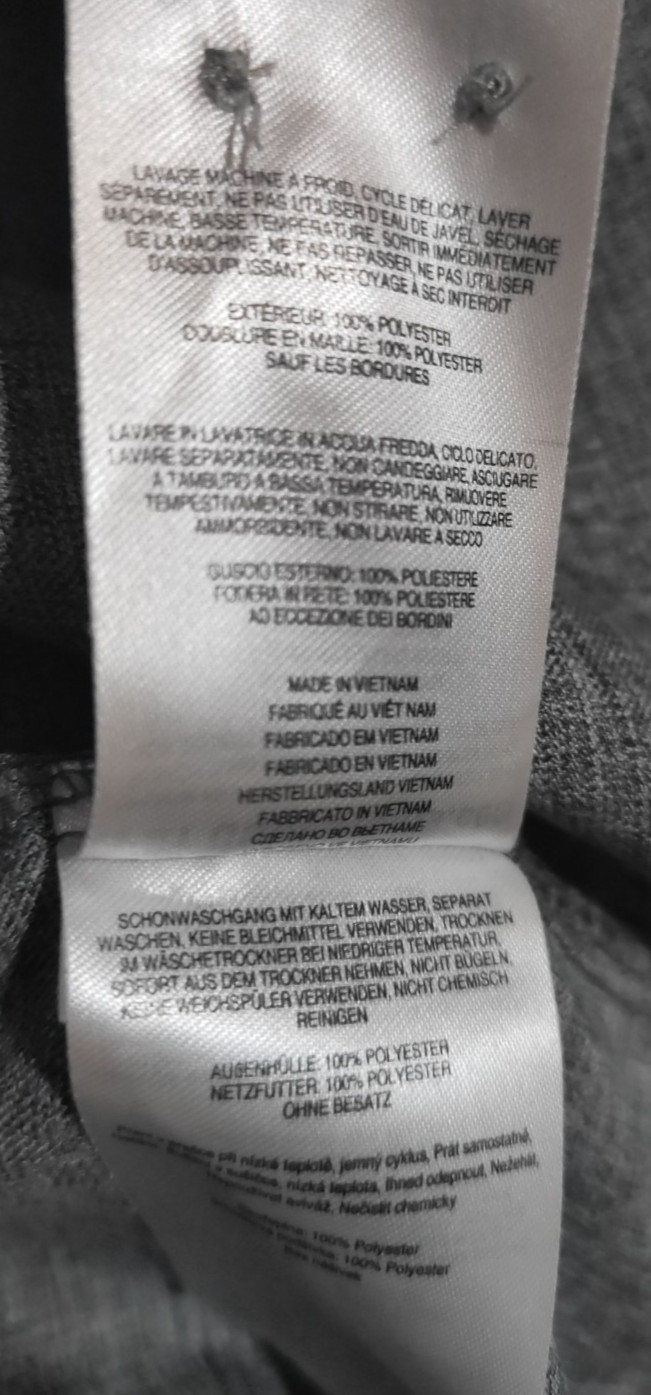 LAVAGE MACHINE A FROID, CYCLE DÉLICAT, LAVER
SÉPARÉMENT, NE PAS UTILISER D'EAU DE JAVEL, SÉCHAGE
MACHINE, BASSE TEMPÉRATURE, SORTIR IMMÉDIATEMENT
DE LA MACHINE, NE PAS REPASSER, NE PAS UTILISER
D'ASSOUPLISSANT, NETTOYAGE À SEC INTERDIT
EXTÉRIEUR: 100% POLYESTER
DOUBLURE EN MAILLE: 100% POLYESTER
SAUF LES BORDURES
LAVARE IN LAVATRICE IN ACQUA FREDDA, CICLO DELICATO,
LAVARE SEPARATAMENTE, NON CANDEGGIARE, ASCIUGARE
A TAMBURO A BASSA TEMPERATURA, RIMUOVERE
TEMPESTIVAMENTE, NON STIRARE, NON UTILIZZARE
AMMORBIDENTE, NON LAVARE A SECCO
GUSCIO ESTERNO: 100% POLIESTERE
FODERA IN RETE: 100% POLIESTERE
AD ECCEZIONE DEI BORDINI
MADE IN VIETNAM
FABRIQUÉ AU VIÊT NAM
FABRICADO EM VIETNAM
FABRICADO EN VIETNAM
HERSTELLUNGSLAND VIETNAM
FABBRICATO IN VIETNAM
СДЕЛАНО ВО ВЬЕТНАМЕ
SCHONWASCHGANG MIT KALTEM WASSER, SEPARAT
WASCHEN, KEINE BLEICHMITTEL VERWENDEN, TROCKNEN
IM WÄSCHETROCKNER BEI NIEDRIGER TEMPERATUR,
SOFORT AUS DEM TROCKNER NEHMEN, NICHT BÜGELN,
KEINE WEICHSPÜLER VERWENDEN, NICHT CHEMISCH
REINIGEN
AUßENHÜLLE: 100% POLYESTER
NETZFUTTER: 100% POLYESTER
OHNE BESATZ
v pračce při nízké teplotě, jemný cyklus, Prát samostatně,
v sušičce, nízká teplota, Ihned odepnout, Nežehlit,
aviváž, Nečistit chemicky
100% Polyester
100% Polyester